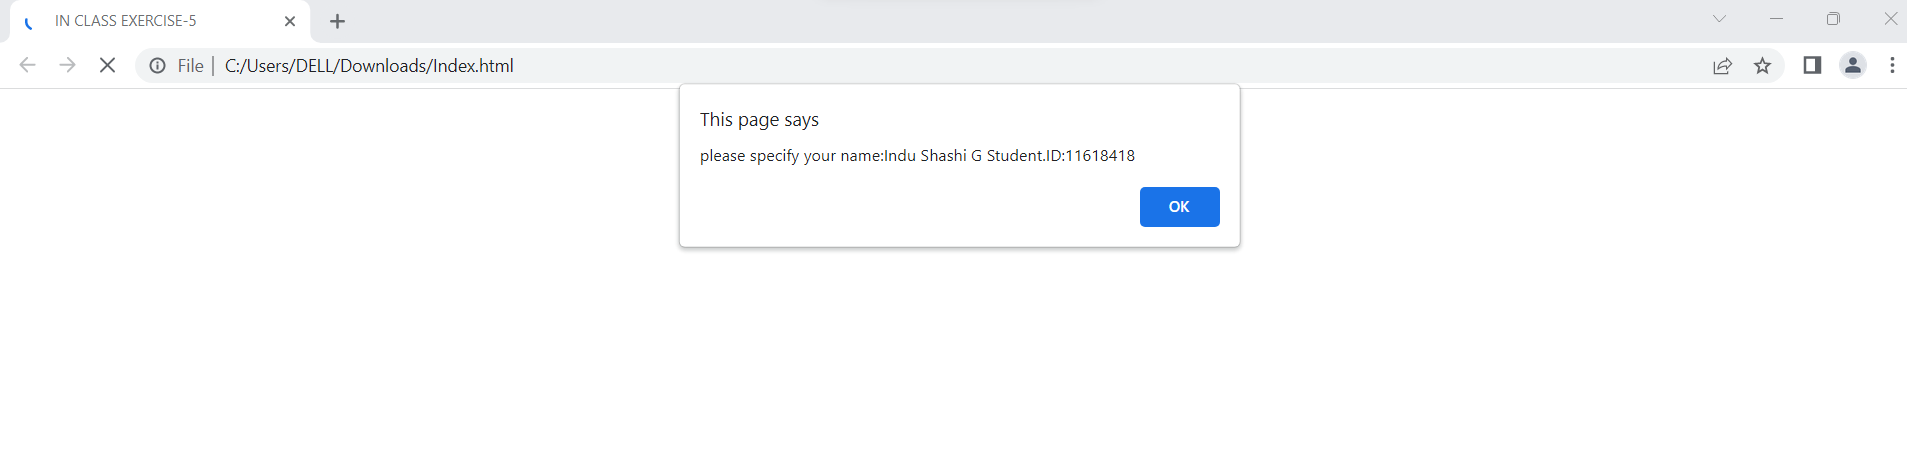 IN CLASS EXERCISE-5
File | C:/Users/DELL/Downloads/Index.html
This page says
please specify your name:Indu Shashi G Student.ID:11618418
OK